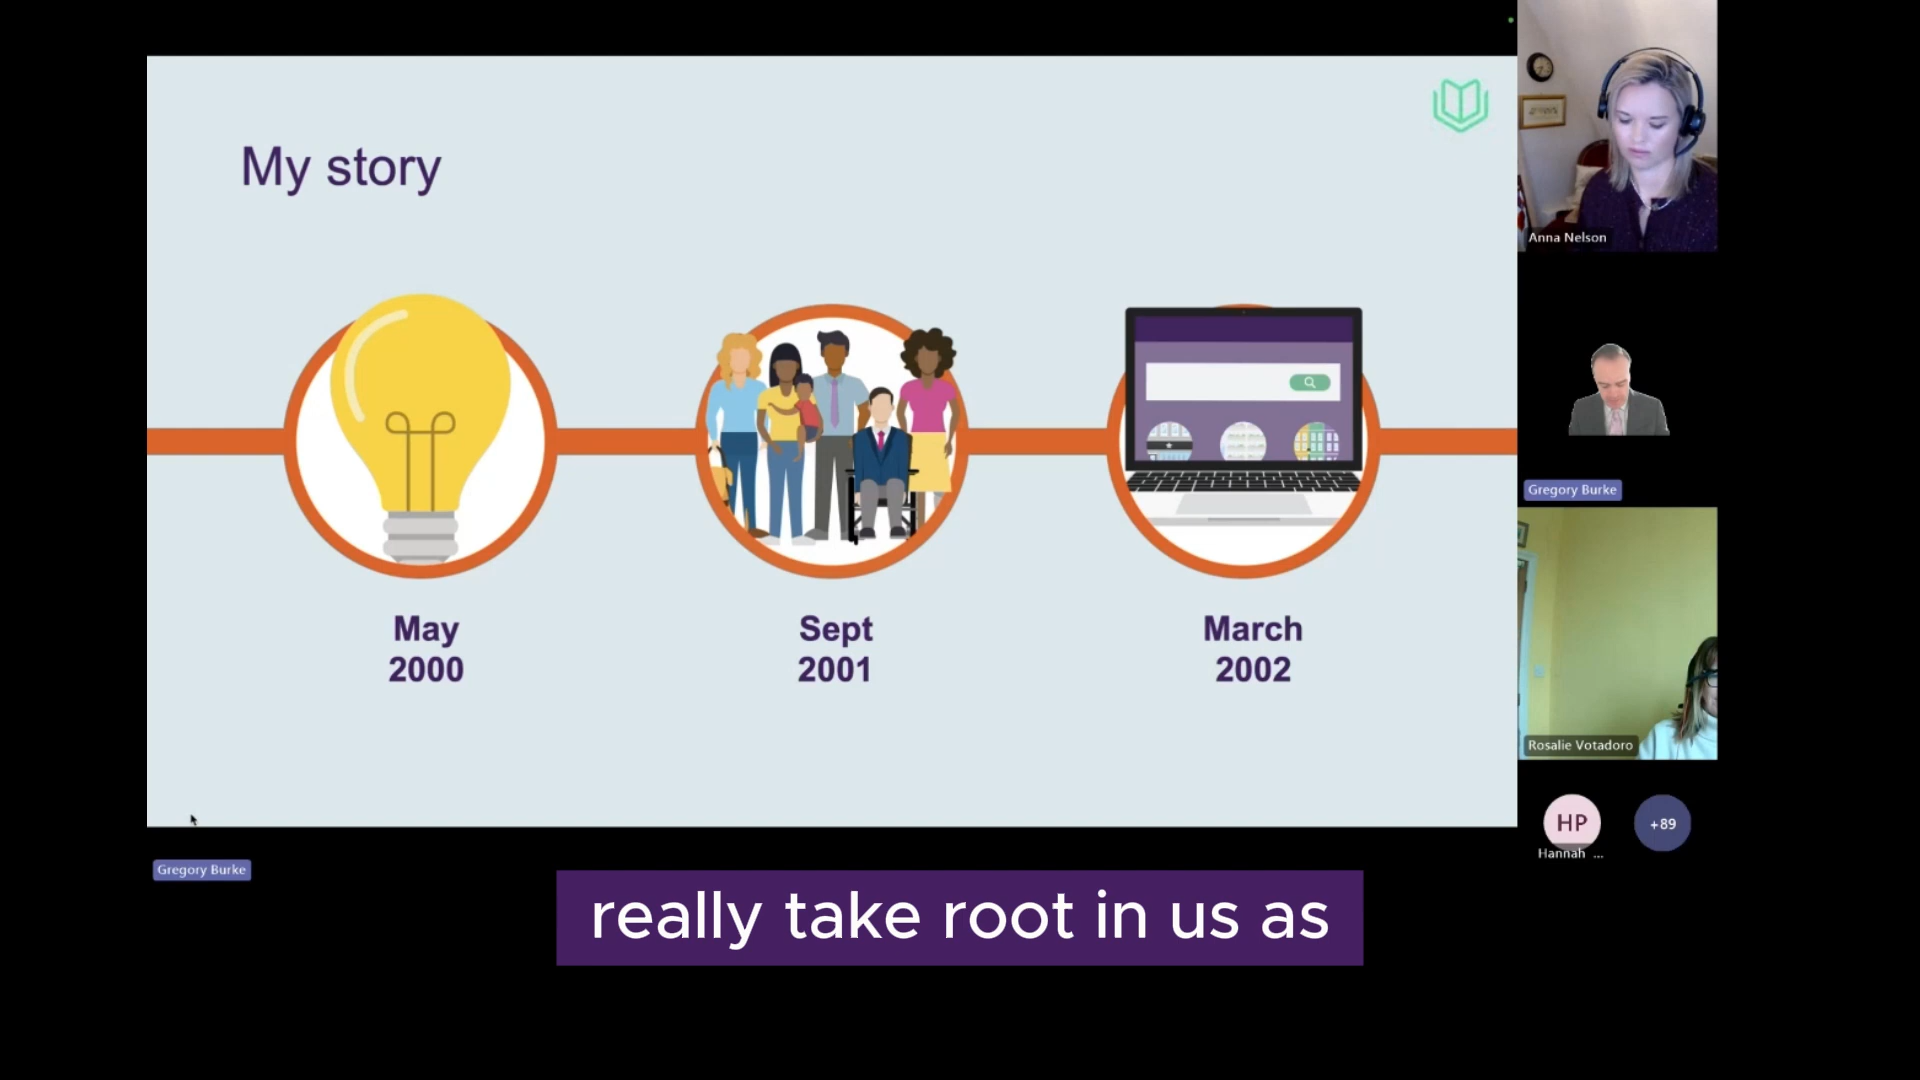 My story
May
2000
Sept
2001
March
2002
Anna Nelson
Gregory Burke
Rosalie Votadoro
HP
Hannah ...
+89
Gregory Burke
really take root in us as